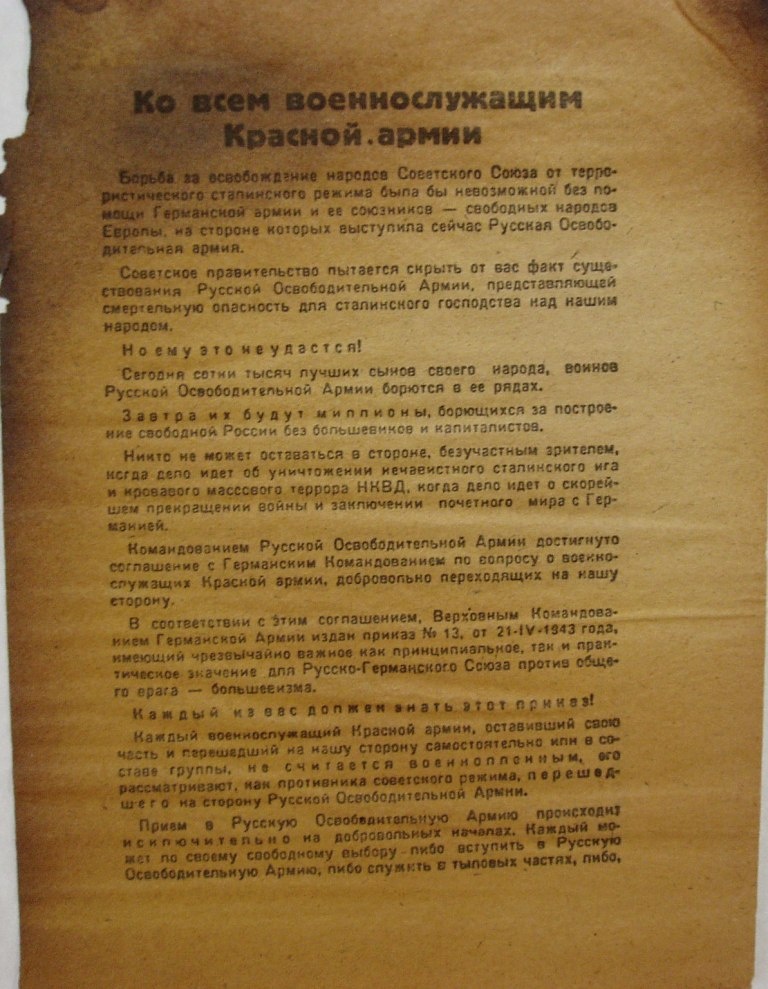 Ко всем военнослужащим
Красной.армии
Борьба за освобождение народов Советского Союза от терро-
ристического сталинского режима была бы невозможной без по-
мощи Германской армии и ее союзников — свободных народов
Европы, на стороне которых выступила сейчас Русская Освобо-
дительная армия.
Советское правительство пытается скрыть от вас факт суще-
ствования Русской Освободительной Армии, представляющей
смертельную опасность для сталинского господства над нашим
народом.
Но ему это не удастся!
Сегодня сотни тысяч лучших сынов своего народа, воинов
Русской Освободительной Армии борются в ее рядах.
Завтра их будут миллионы, борющихся за построе-
ние свободной России без большевиков и капиталистов.
Никто не может оставаться в стороне, безучастным зрителем,
когда дело идет об уничтожении ненавистного сталинского ига
и кровавого массового террора НКВД, когда дело идет о скорей-
шем прекращении войны и заключении почетного мира с Гер-
манией.
Командованием Русской Освободительной Армии достигнуто
соглашение с Германским Командованием по вопросу о военно-
служащих Красной армии, добровольно переходящих на нашу
сторону.
В соответствии с этим соглашением, Верховным Командова-
нием Германской Армии издан приказ № 13, от 21-IV-1943 года,
имеющий чрезвычайно важное как принципиальное, так и прак-
тическое значение для Русско-Германского Союза против обще-
го врага — большевизма.
Каждый из вас должен знать этот приказ!
Каждый военнослужащий Красной армии, оставивший свою
часть и перешедший на нашу сторону самостоятельно или в со-
ставе группы, не считается военнопленным, его
рассматривают, как противника советского режима, перешед-
шего на сторону Русской Освободительной Армии.
Прием в Русскую Освободительную Армию происходит
исключительно на добровольных началах. Каждый мо-
жет по своему свободному выбору либо вступить в Русскую
Освободительную Армию, либо служить в тыловых частях, либо,